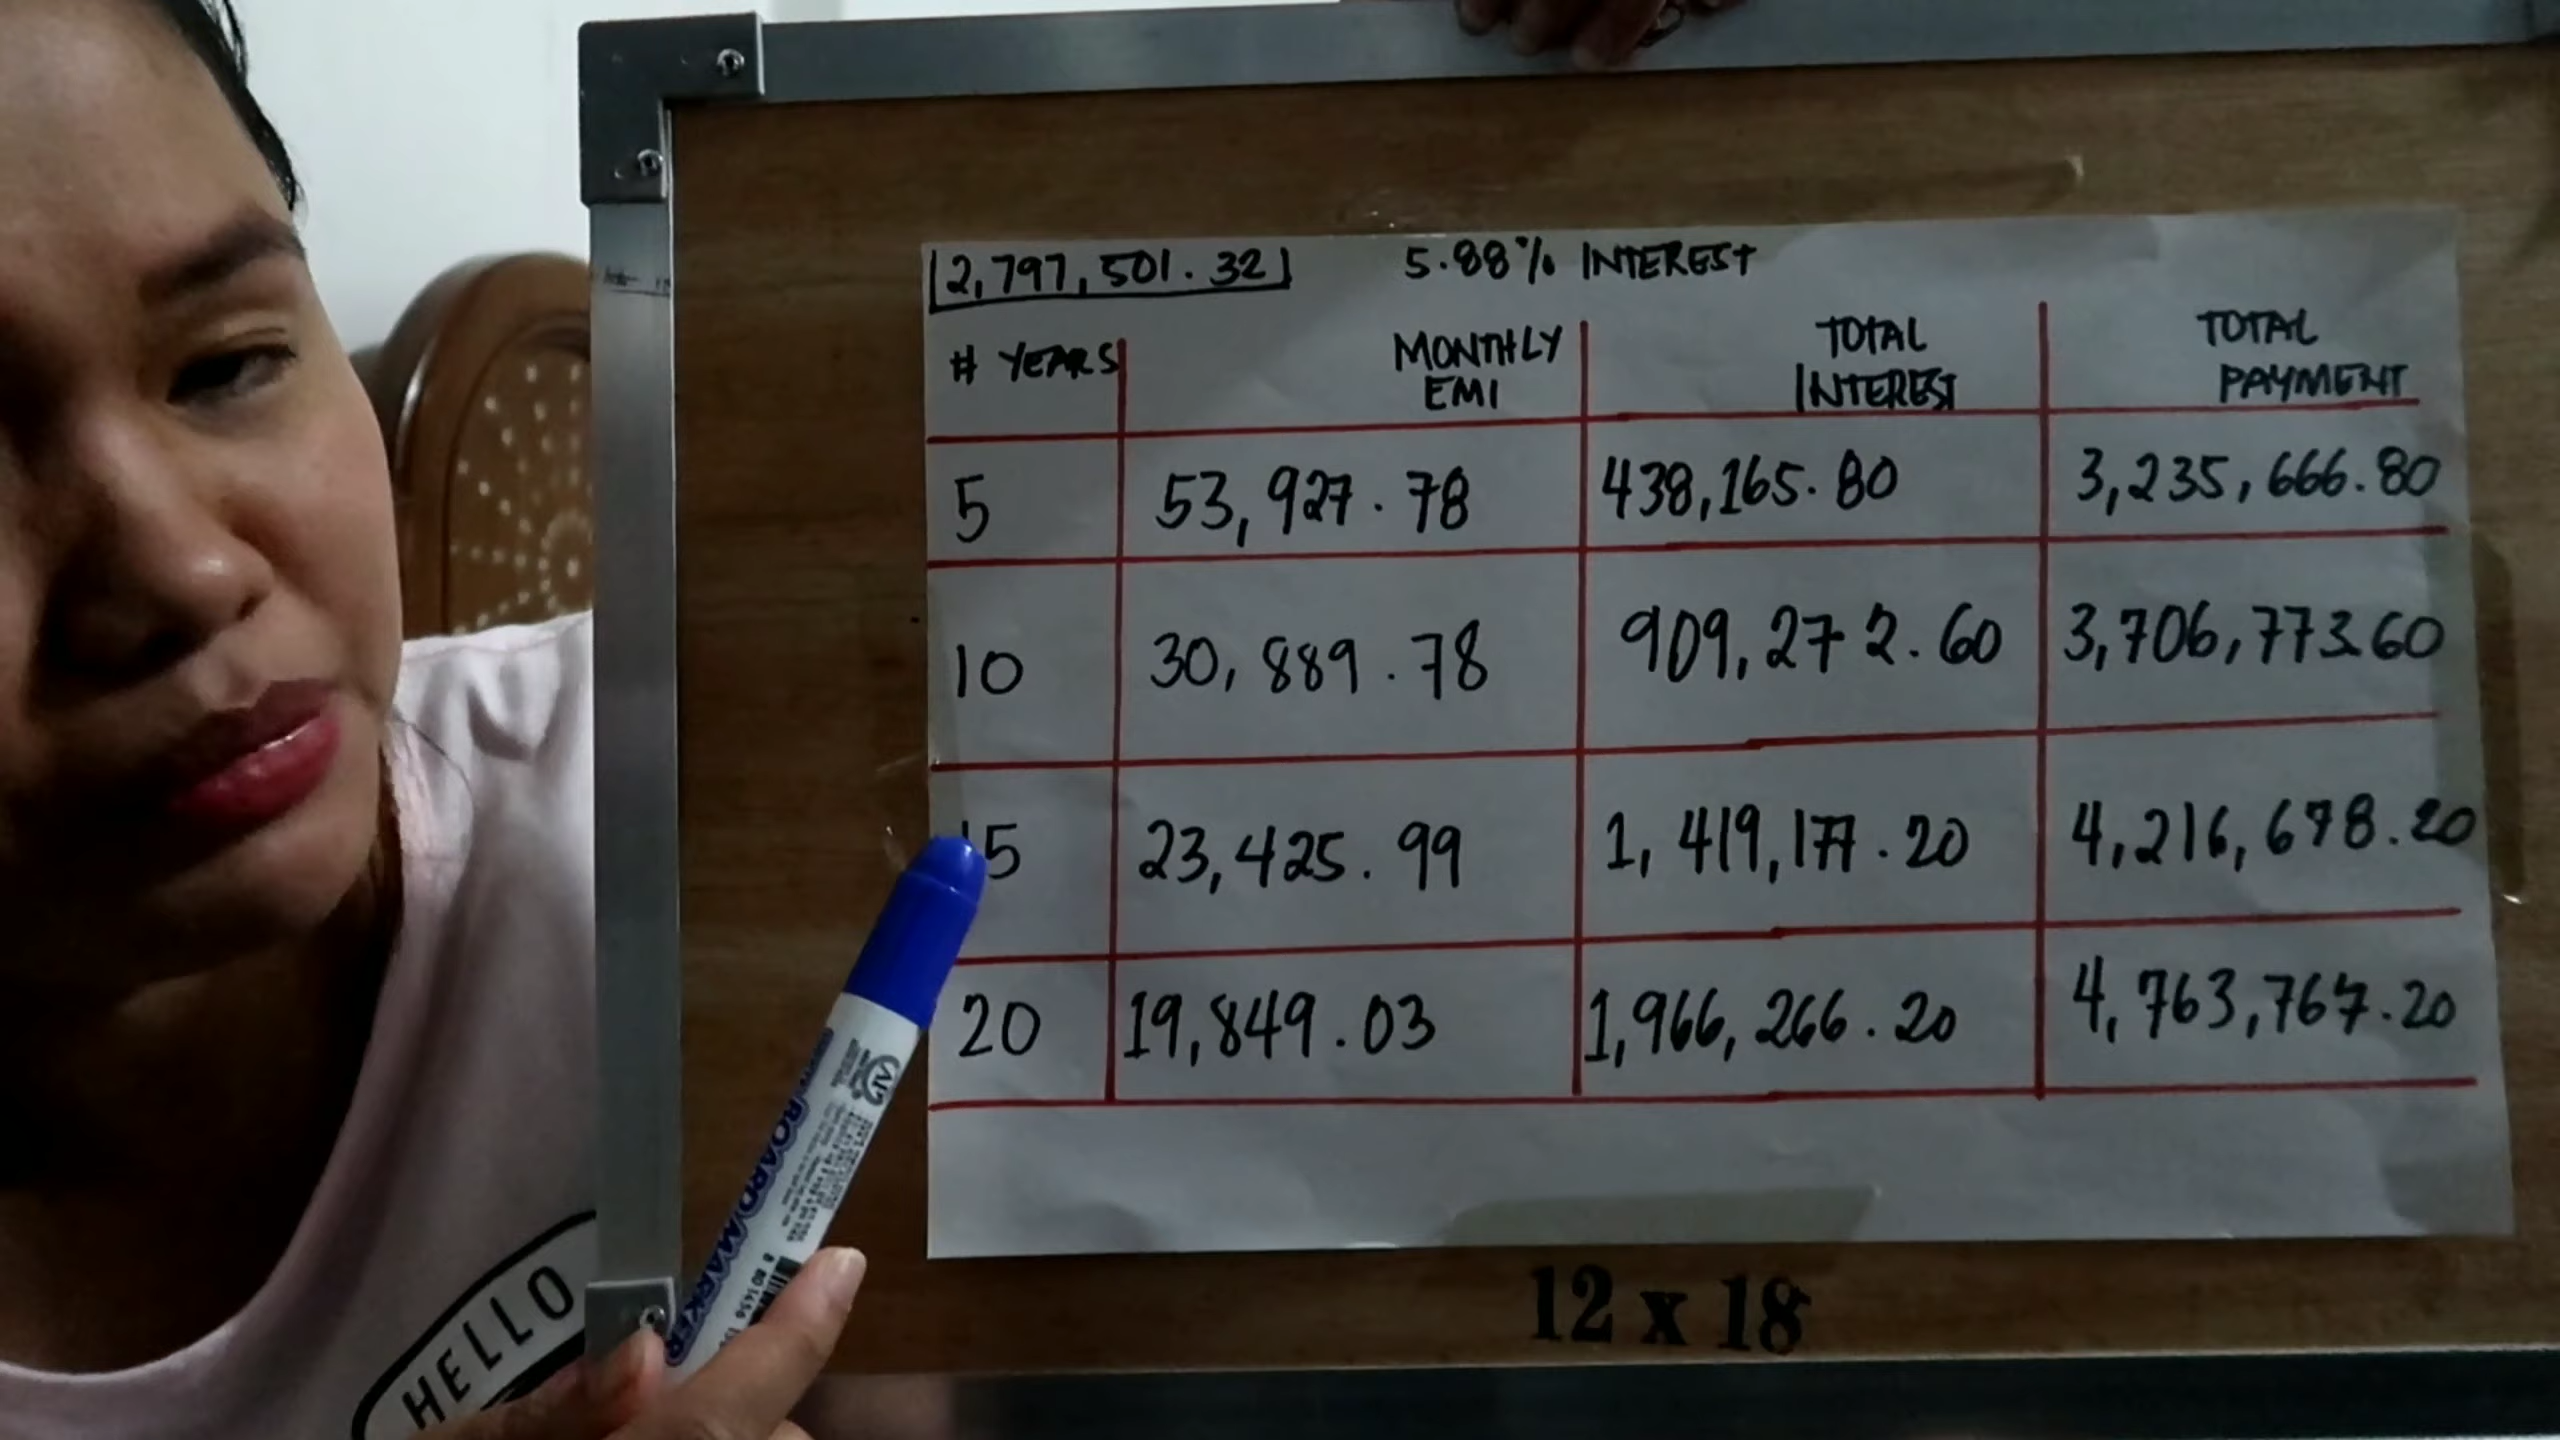 2,797,501.32 5.88% INTEREST
# YEARS MONTHLY EMI TOTAL INTEREST TOTAL PAYMENT
5 53,927.78 438,165.80 3,235,666.80
10 30,889.78 909,272.60 3,706,773.60
15 23,425.99 1,419,177.20 4,216,678.20
20 19,849.03 1,966,266.20 4,763,767.20
12 x 18
BOARD MARKER
HELLO